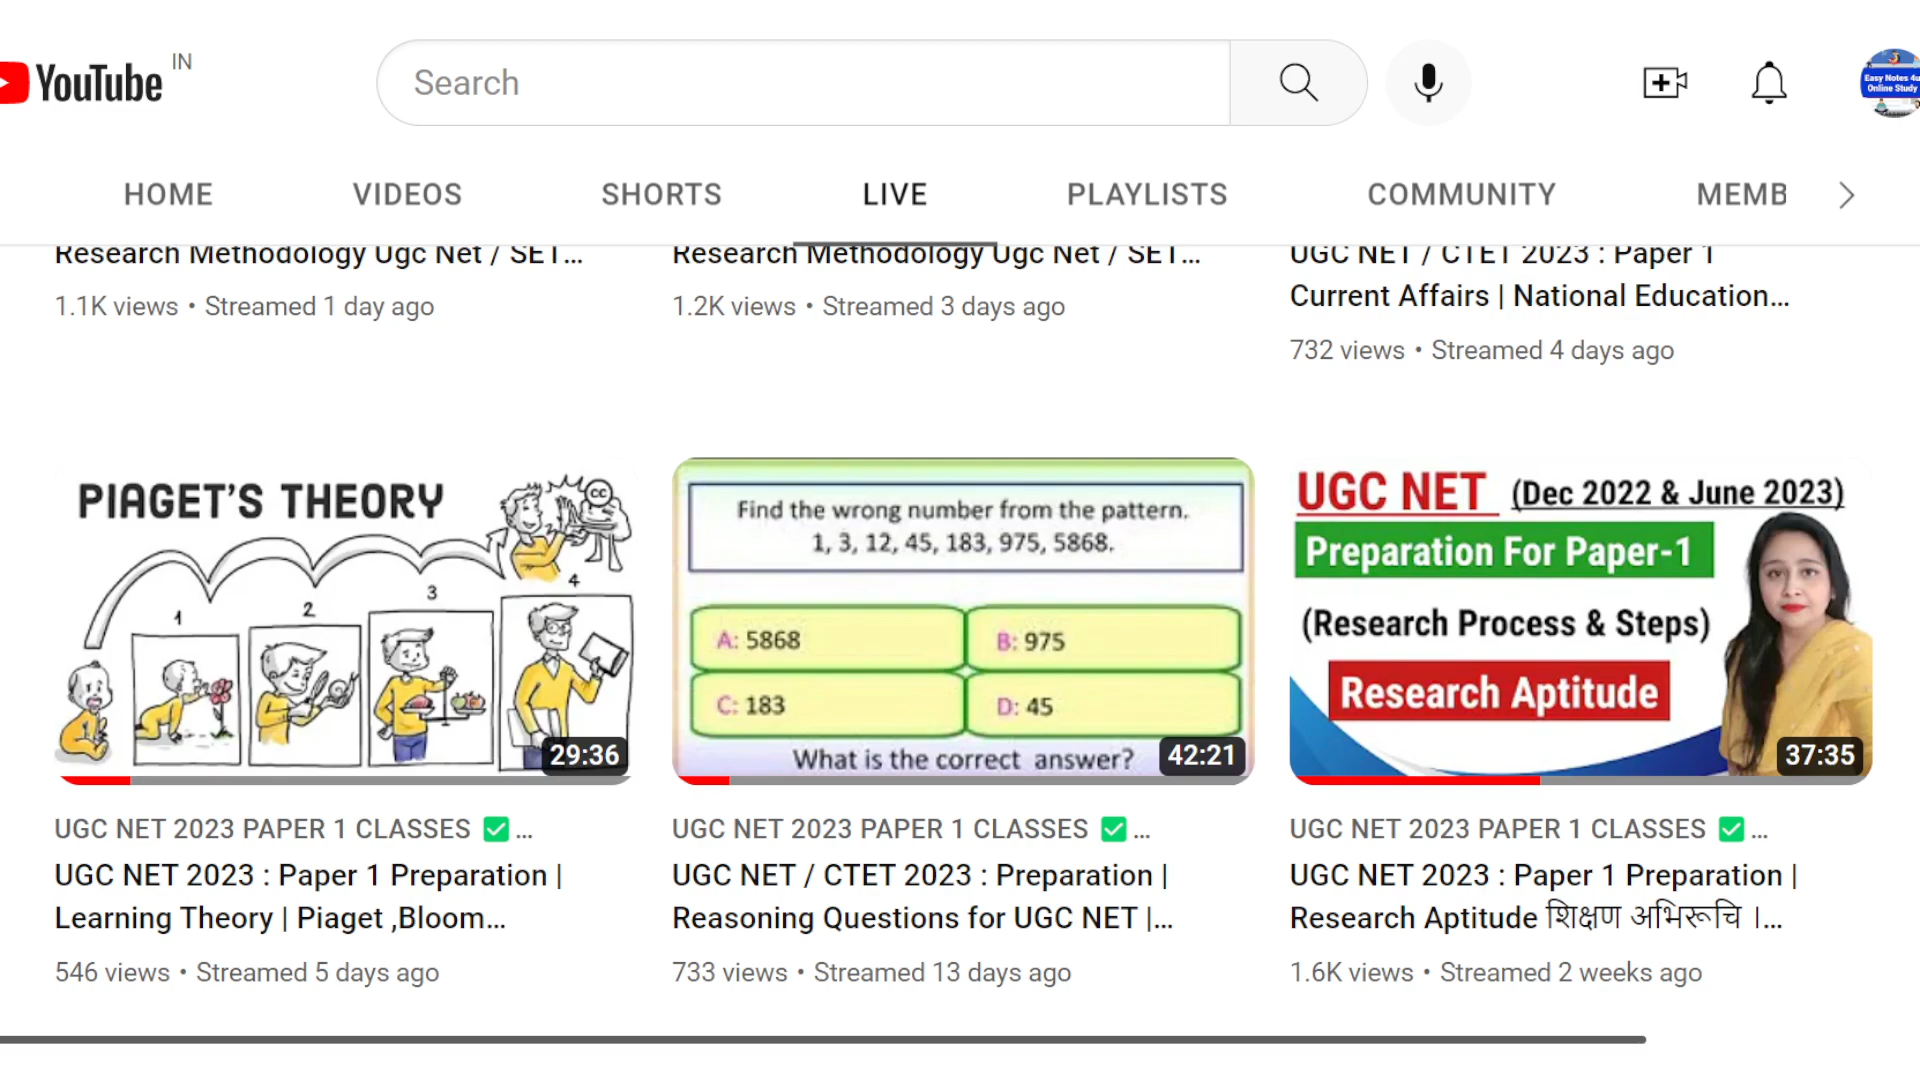 YouTube IN
Search
Easy Notes 4u
Online Study
HOME VIDEOS SHORTS LIVE PLAYLISTS COMMUNITY MEMB
Research Methodology Ugc Net / SET...
1.1K views • Streamed 1 day ago
Research Methodology Ugc Net / SET...
1.2K views • Streamed 3 days ago
UGC NET / CTET 2023 : Paper 1
Current Affairs | National Education...
732 views • Streamed 4 days ago
PIAGET'S THEORY
CC
1
2
3
4
29:36
UGC NET 2023 PAPER 1 CLASSES ✅ ...
UGC NET 2023 : Paper 1 Preparation |
Learning Theory | Piaget ,Bloom...
546 views • Streamed 5 days ago
Find the wrong number from the pattern.
1, 3, 12, 45, 183, 975, 5868.
A: 5868
B: 975
C: 183
D: 45
What is the correct answer?
42:21
UGC NET 2023 PAPER 1 CLASSES ✅ ...
UGC NET / CTET 2023 : Preparation |
Reasoning Questions for UGC NET |...
733 views • Streamed 13 days ago
UGC NET (Dec 2022 & June 2023)
Preparation For Paper-1
(Research Process & Steps)
Research Aptitude
37:35
UGC NET 2023 PAPER 1 CLASSES ✅ ...
UGC NET 2023 : Paper 1 Preparation |
Research Aptitude शिक्षण अभिरूचि ।...
1.6K views • Streamed 2 weeks ago